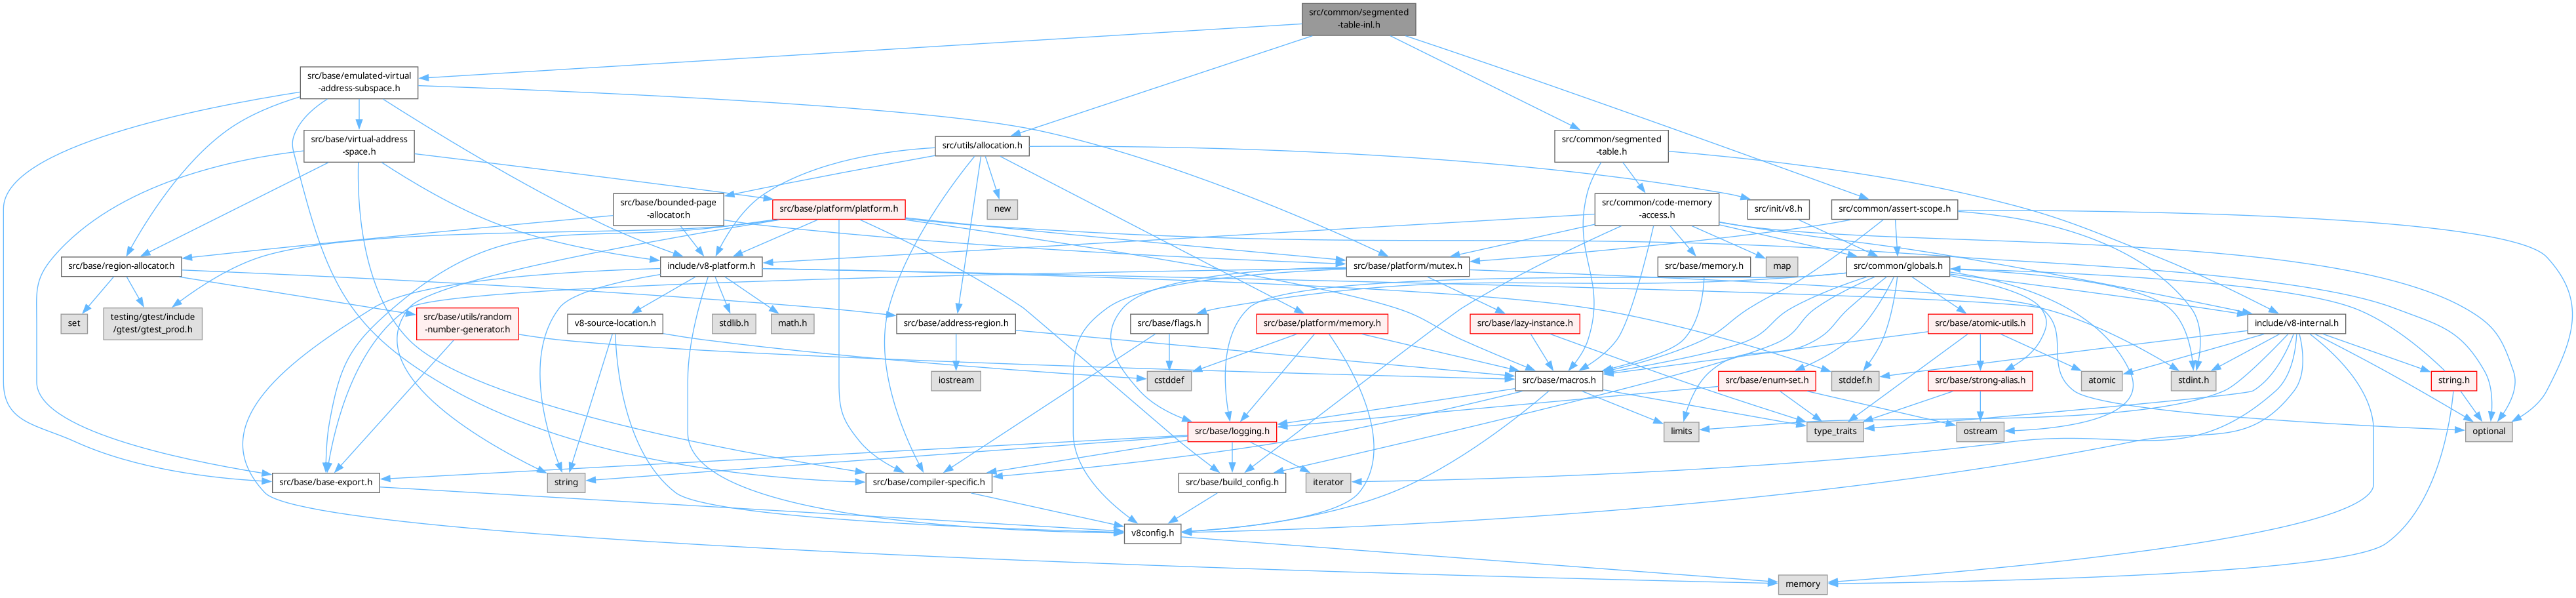 src/common/segmented
-table-inl.h
src/base/emulated-virtual
-address-subspace.h
src/base/virtual-address
-space.h
src/utils/allocation.h
src/common/segmented
-table.h
src/base/bounded-page
-allocator.h
src/base/platform/platform.h
new
src/common/code-memory
-access.h
src/init/v8.h
src/common/assert-scope.h
src/base/region-allocator.h
include/v8-platform.h
src/base/platform/mutex.h
src/base/memory.h
map
src/common/globals.h
set
testing/gtest/include
/gtest/gtest_prod.h
src/base/utils/random
-number-generator.h
v8-source-location.h
stdlib.h
math.h
src/base/address-region.h
src/base/flags.h
src/base/platform/memory.h
src/base/lazy-instance.h
src/base/atomic-utils.h
include/v8-internal.h
iostream
cstddef
src/base/macros.h
src/base/enum-set.h
stddef.h
src/base/strong-alias.h
atomic
stdint.h
string.h
src/base/logging.h
limits
type_traits
ostream
optional
src/base/base-export.h
string
src/base/compiler-specific.h
src/base/build_config.h
iterator
v8config.h
memory